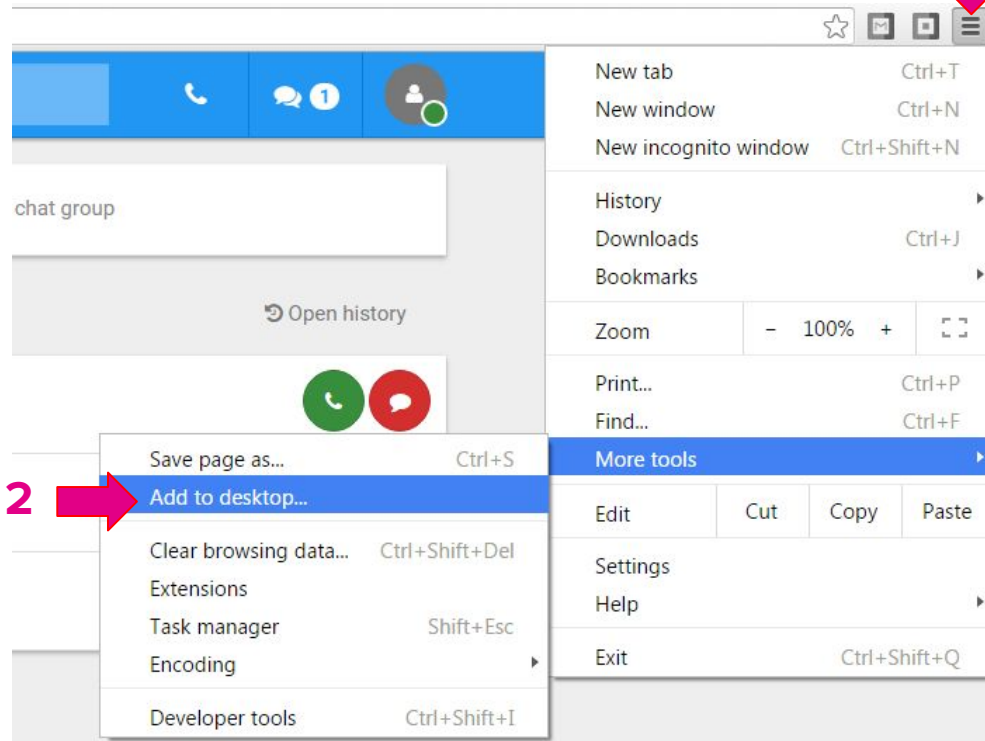 1
New tab Ctrl+T
New window Ctrl+N
New incognito window Ctrl+Shift+N
chat group
History
Downloads Ctrl+J
Bookmarks
Open history
Zoom - 100% +
Print... Ctrl+P
Find... Ctrl+F
More tools
Save page as... Ctrl+S
2 Add to desktop...
Edit Cut Copy Paste
Clear browsing data... Ctrl+Shift+Del
Extensions
Settings
Help
Task manager Shift+Esc
Encoding
Exit Ctrl+Shift+Q
Developer tools Ctrl+Shift+I